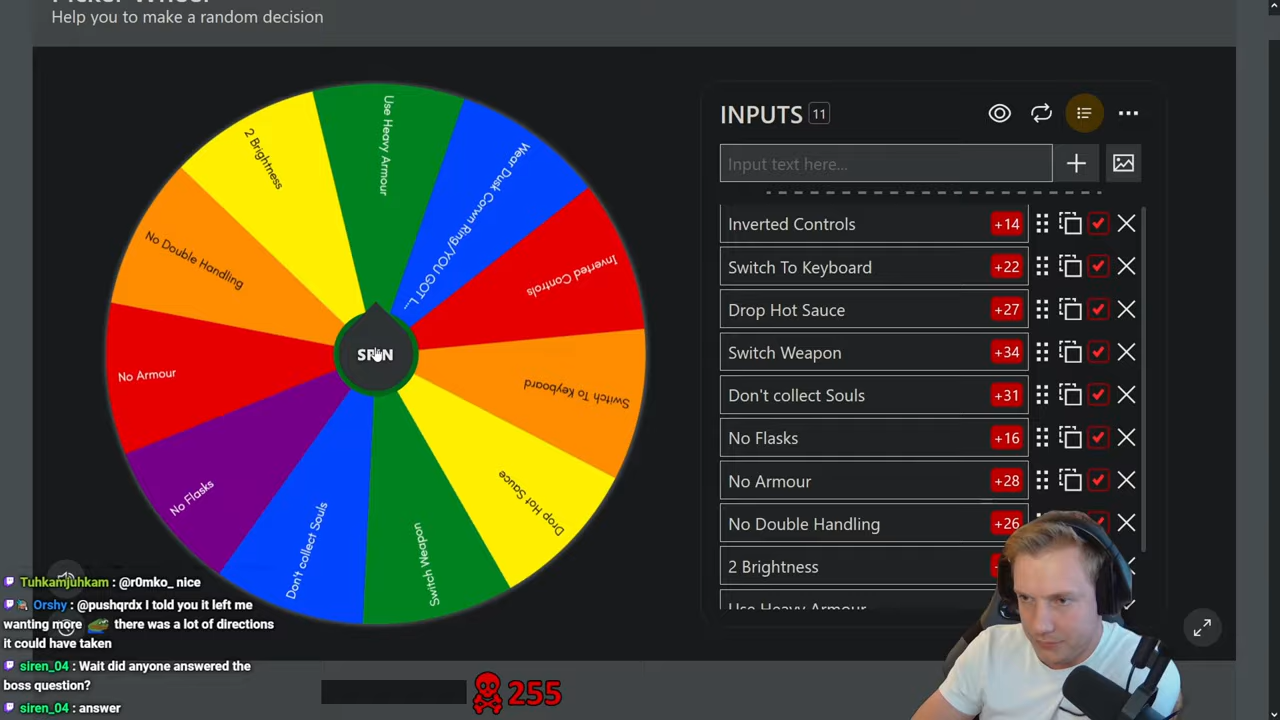 Help you to make a random decision
Use Heavy Armour
Wear Dusk Corwn Ring/YOU GOT L...
Inverted Controls
Switch To Keyboard
Drop Hot Sauce
Switch Weapon
Don't collect Souls
No Flasks
No Armour
No Double Handling
2 Brightness
INPUTS 11
Input text here...
Inverted Controls +14
Switch To Keyboard +22
Drop Hot Sauce +27
Switch Weapon +34
Don't collect Souls +31
No Flasks +16
No Armour +28
No Double Handling +26
2 Brightness
Use Heavy Armour
Tuhkamjuhkam : @r0mko_ nice
Orshy : @pushqrdx I told you it left me
wanting more there was a lot of directions
it could have taken
siren_04 : Wait did anyone answered the
boss question?
siren_04 : answer
255